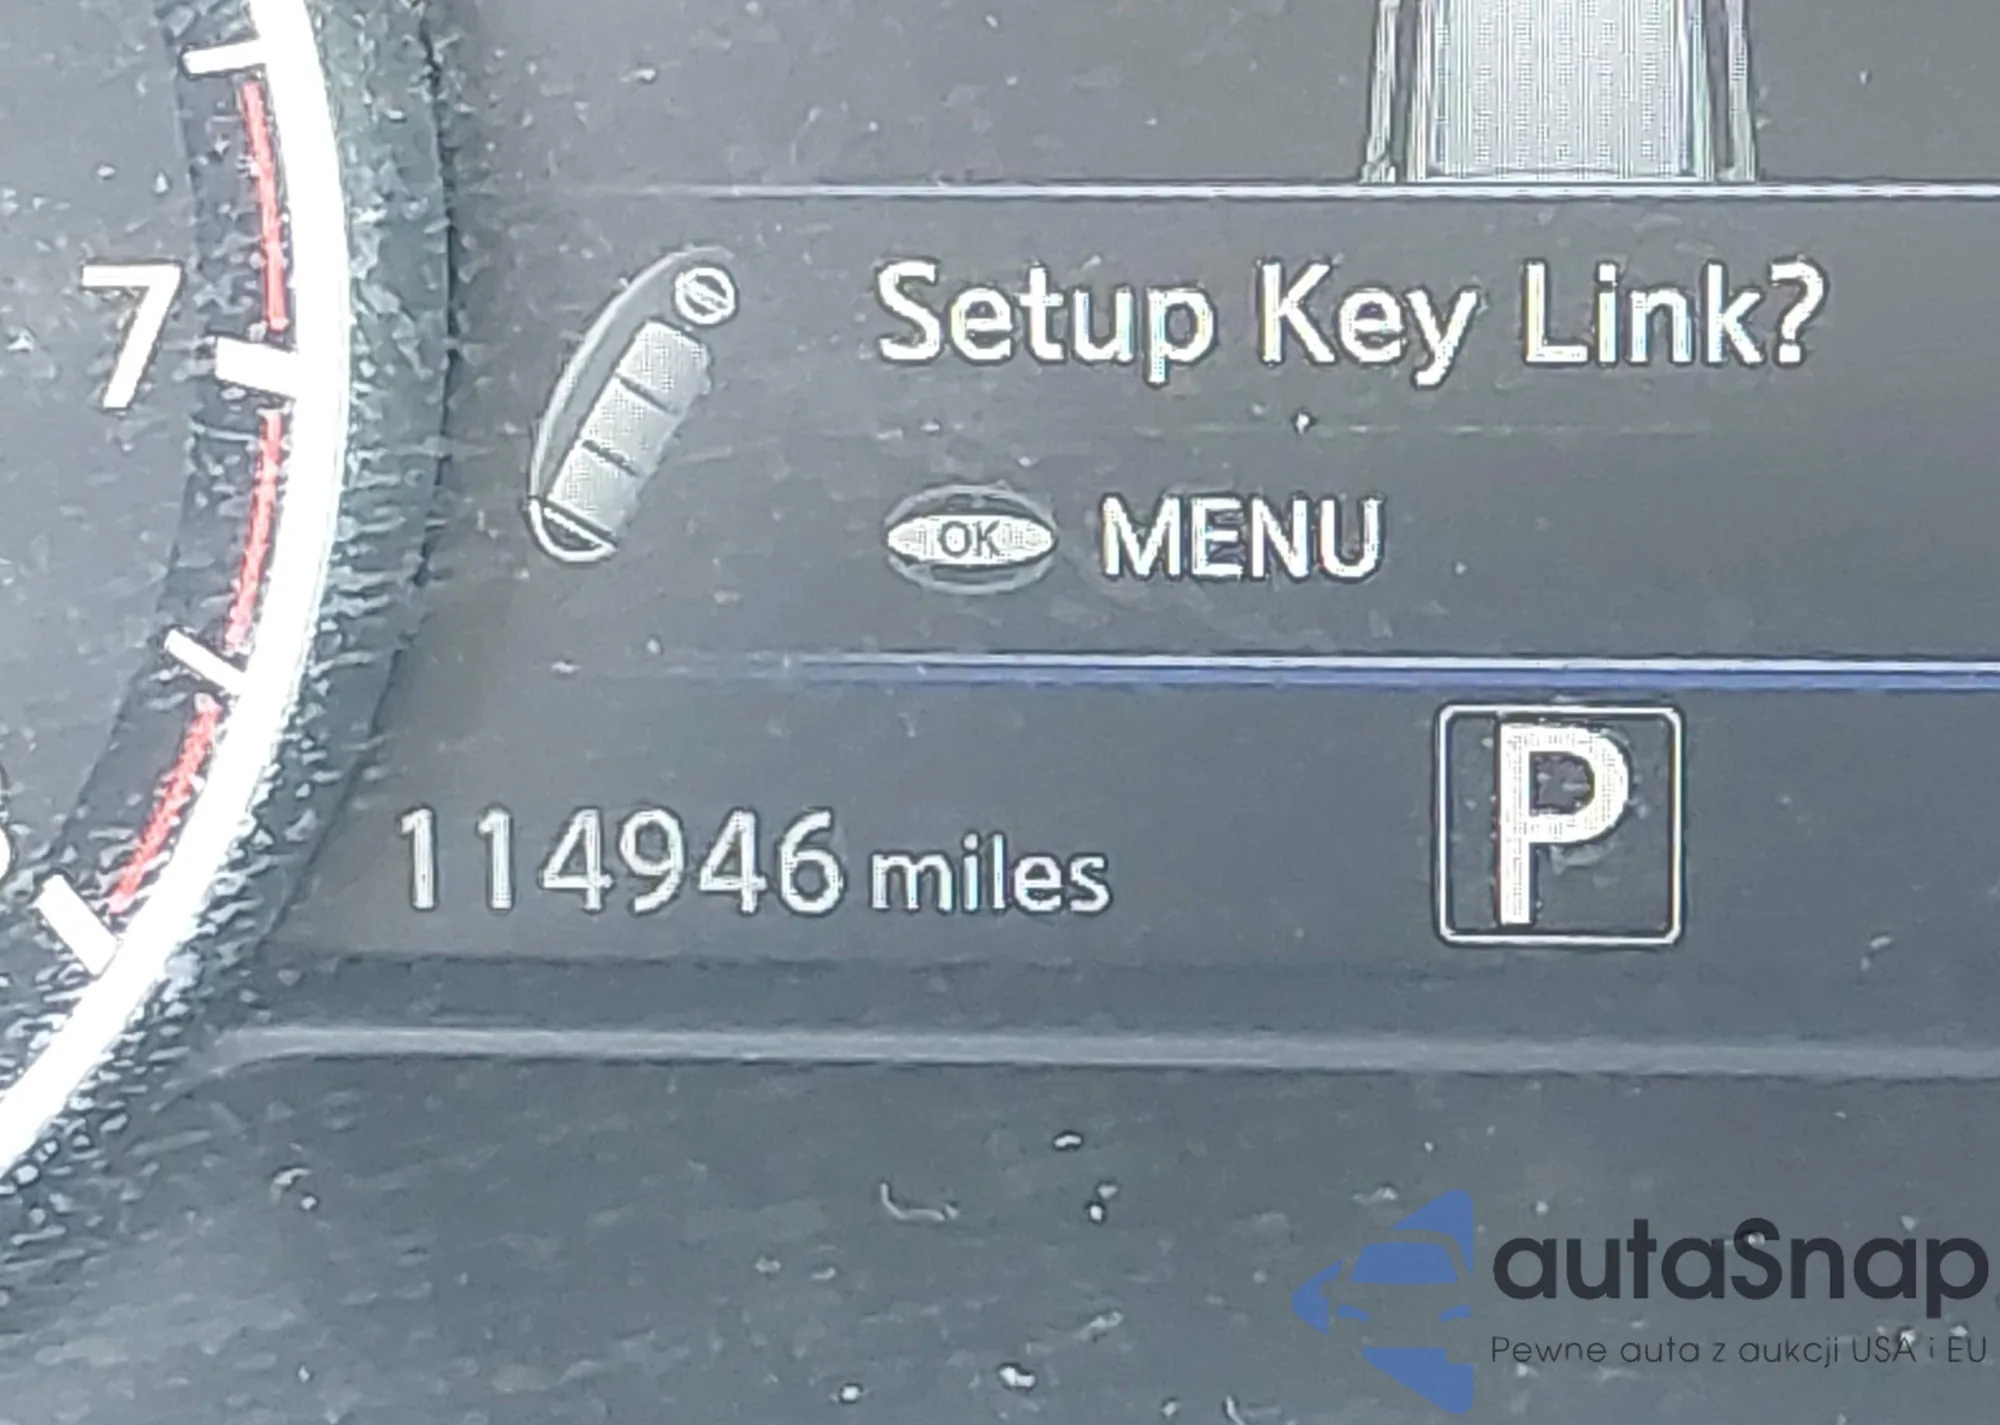 7
Setup Key Link?
OK MENU
114946 miles
P
autaSnap
Pewne auta z aukcji USA i EU